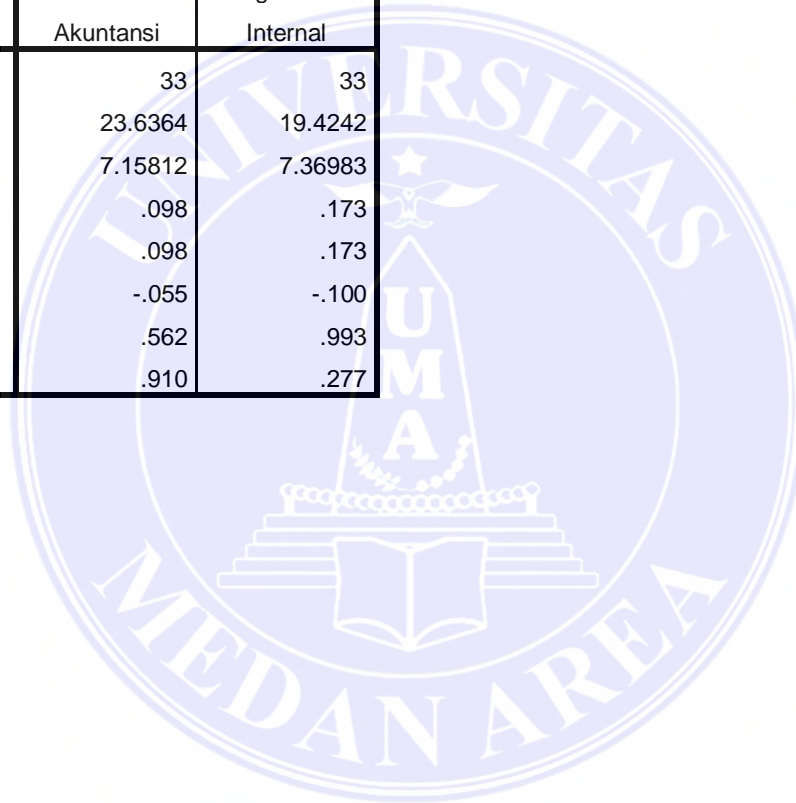 Akuntansi Internal
33 33
23.6364 19.4242
7.15812 7.36983
.098 .173
.098 .173
-.055 -.100
.562 .993
.910 .277
UNIVERSITAS
UMA
MEDAN AREA